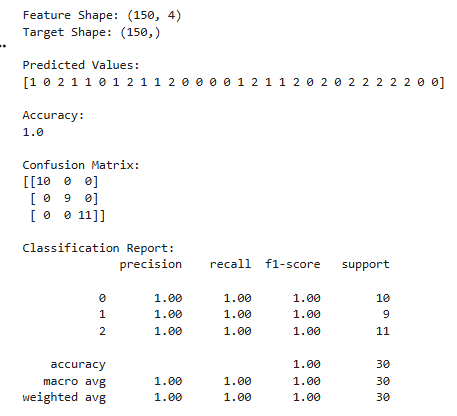 Feature Shape: (150, 4)
Target Shape: (150,)
Predicted Values:
[1 0 2 1 1 0 1 2 1 1 2 0 0 0 0 1 2 1 1 2 0 2 0 2 2 2 2 2 0 0]
Accuracy:
1.0
Confusion Matrix:
[[10  0  0]
 [ 0  9  0]
 [ 0  0 11]]
Classification Report:
              precision    recall  f1-score   support
           0       1.00      1.00      1.00        10
           1       1.00      1.00      1.00         9
           2       1.00      1.00      1.00        11
    accuracy                           1.00        30
   macro avg       1.00      1.00      1.00        30
weighted avg       1.00      1.00      1.00        30